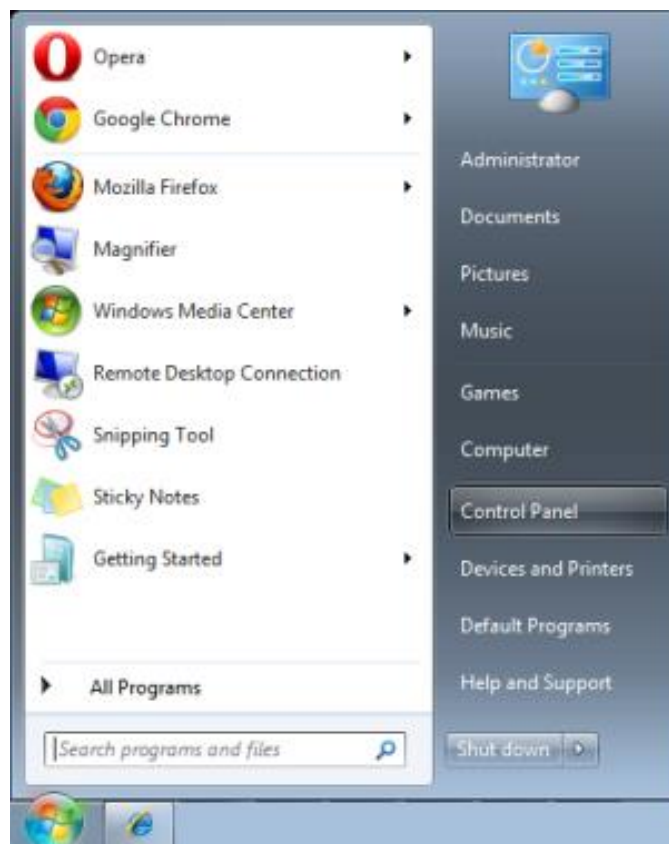 Opera
Google Chrome
Mozilla Firefox
Magnifier
Windows Media Center
Remote Desktop Connection
Snipping Tool
Sticky Notes
Getting Started
All Programs
Search programs and files
Administrator
Documents
Pictures
Music
Games
Computer
Control Panel
Devices and Printers
Default Programs
Help and Support
Shut down